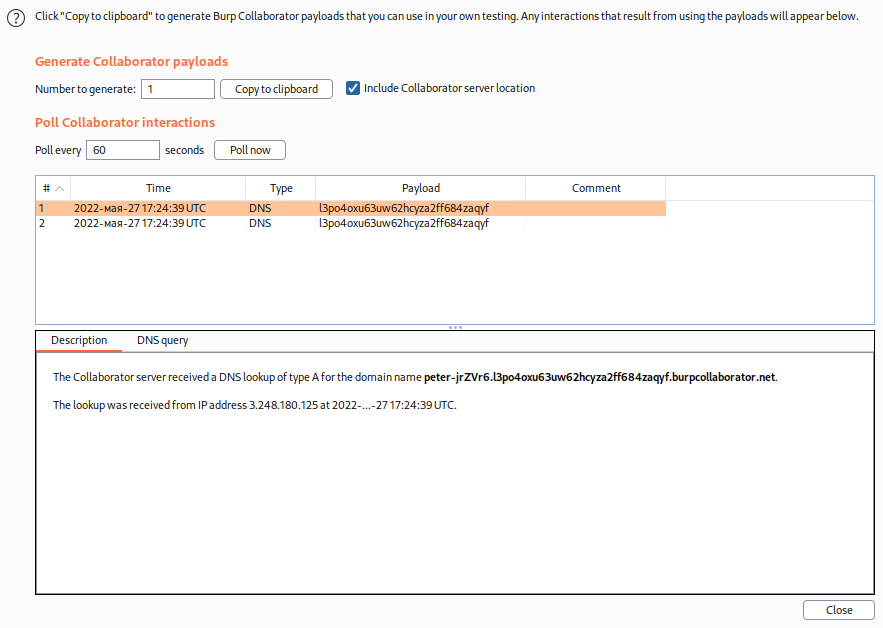 Click "Copy to clipboard" to generate Burp Collaborator payloads that you can use in your own testing. Any interactions that result from using the payloads will appear below.
Generate Collaborator payloads
Number to generate: 1 Copy to clipboard Include Collaborator server location
Poll Collaborator interactions
Poll every 60 seconds Poll now
# Time Type Payload Comment
1 2022-мая-27 17:24:39 UTC DNS l3po4oxu63uw62hcyza2ff684zaqyf
2 2022-мая-27 17:24:39 UTC DNS l3po4oxu63uw62hcyza2ff684zaqyf
Description DNS query
The Collaborator server received a DNS lookup of type A for the domain name peter-jrZVr6.l3po4oxu63uw62hcyza2ff684zaqyf.burpcollaborator.net.
The lookup was received from IP address 3.248.180.125 at 2022-...-27 17:24:39 UTC.
Close